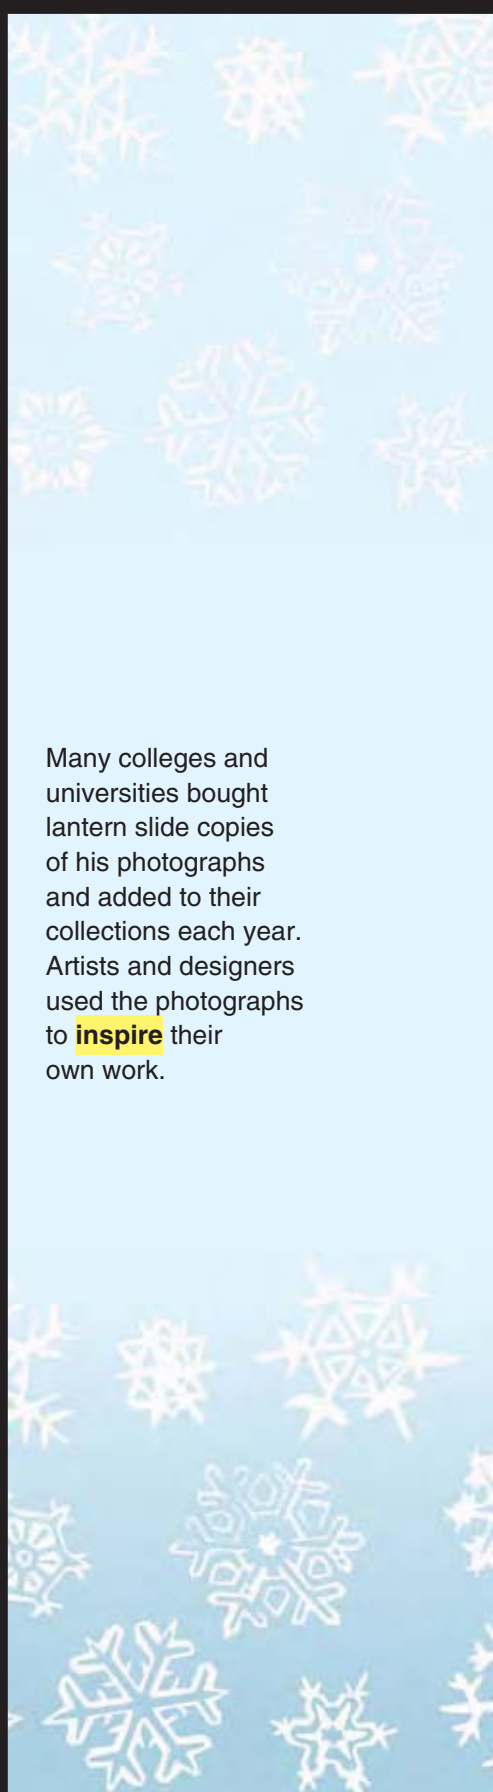 Many colleges and
universities bought
lantern slide copies
of his photographs
and added to their
collections each year.
Artists and designers
used the photographs
to inspire their
own work.